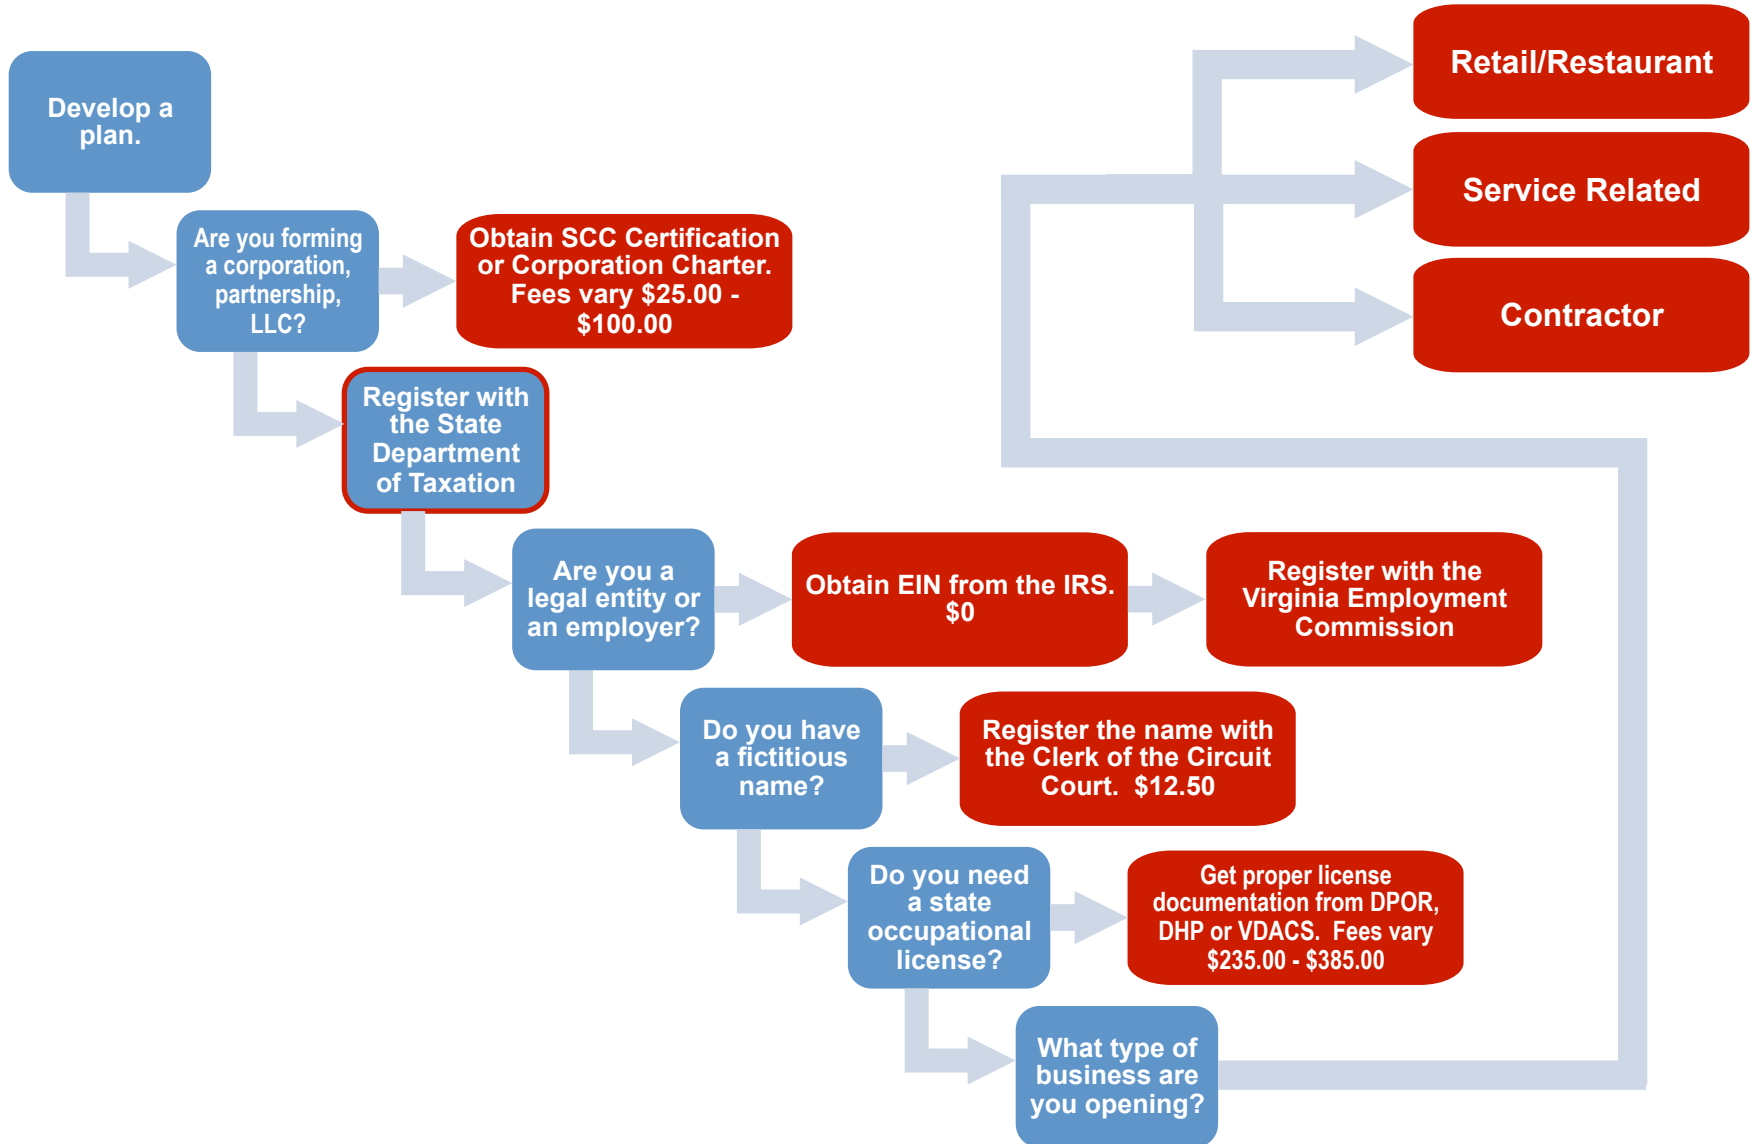 Develop a
plan.
Are you forming
a corporation,
partnership,
LLC?
Obtain SCC Certification
or Corporation Charter.
Fees vary $25.00 -
$100.00
Register with
the State
Department
of Taxation
Are you a
legal entity or
an employer?
Obtain EIN from the IRS.
$0
Register with the
Virginia Employment
Commission
Do you have
a fictitious
name?
Register the name with
the Clerk of the Circuit
Court.  $12.50
Do you need
a state
occupational
license?
Get proper license
documentation from DPOR,
DHP or VDACS.  Fees vary
$235.00 - $385.00
What type of
business are
you opening?
Retail/Restaurant
Service Related
Contractor